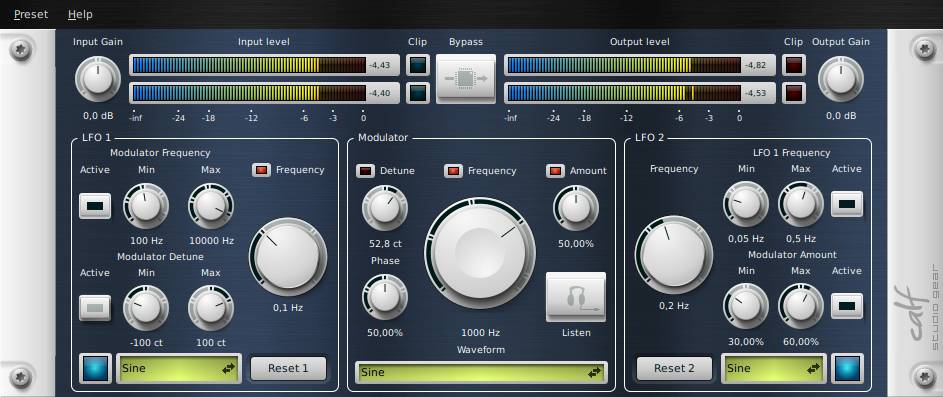 Preset Help
Input Gain Input level Clip Bypass Output level Clip Output Gain
-4,43 -4,82
-4,40 -4,53
0,0 dB -inf -24 -18 -12 -6 -3 0 -inf -24 -18 -12 -6 -3 0 0,0 dB
LFO 1 Modulator LFO 2
Modulator Frequency LFO 1 Frequency
Active Min Max Frequency Detune Frequency Amount Frequency Min Max Active
100 Hz 10000 Hz 52,8 ct 50,00% 0,05 Hz 0,5 Hz
Modulator Detune Phase Modulator Amount
Active Min Max Min Max Active
0,1 Hz 0,2 Hz
-100 ct 100 ct 50,00% 1000 Hz Listen 30,00% 60,00%
Waveform
Sine Reset 1 Sine Reset 2 Sine
calf
studio gear